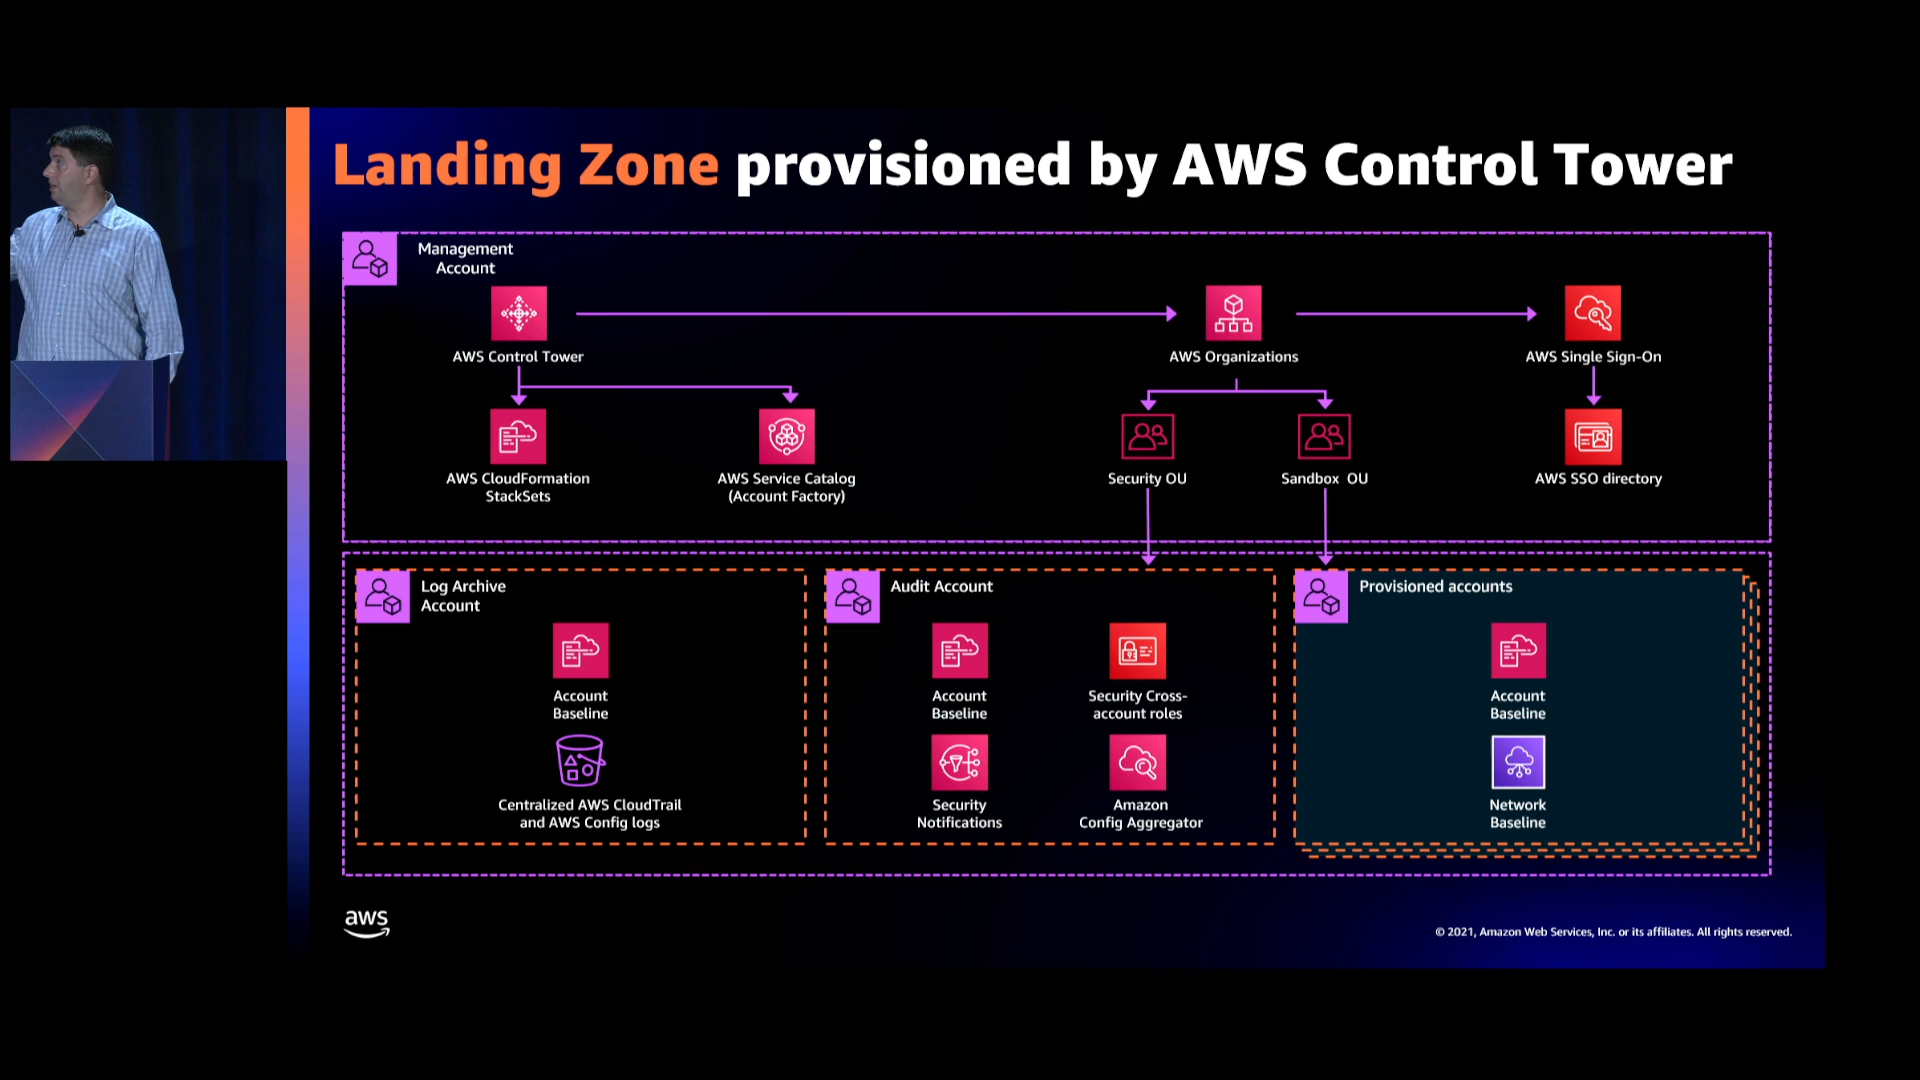 Landing Zone provisioned by AWS Control Tower
Management
Account
AWS Control Tower
AWS Organizations
AWS Single Sign-On
AWS CloudFormation
StackSets
AWS Service Catalog
(Account Factory)
Security OU
Sandbox OU
AWS SSO directory
Log Archive
Account
Account
Baseline
Centralized AWS CloudTrail
and AWS Config logs
Audit Account
Account
Baseline
Security Cross-
account roles
Security
Notifications
Amazon
Config Aggregator
Provisioned accounts
Account
Baseline
Network
Baseline
aws
© 2021, Amazon Web Services, Inc. or its affiliates. All rights reserved.